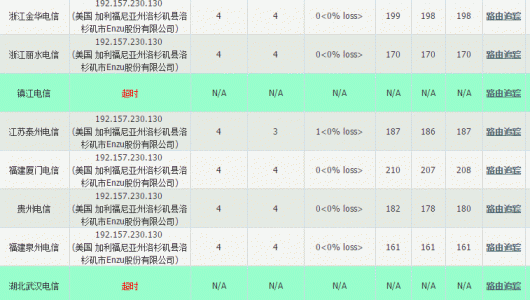 192.157.230.130
浙江金华电信 (美国 加利福尼亚州洛杉矶县洛 4 4 0<0% loss> 199 198 198 路由追踪
杉矶市Enzu股份有限公司)
192.157.230.130
浙江丽水电信 (美国 加利福尼亚州洛杉矶县洛 4 4 0<0% loss> 170 170 170 路由追踪
杉矶市Enzu股份有限公司)
镇江电信 超时 N/A N/A N/A N/A N/A N/A 路由追踪
192.157.230.130
江苏泰州电信 (美国 加利福尼亚州洛杉矶县洛 4 3 1<0% loss> 187 186 187 路由追踪
杉矶市Enzu股份有限公司)
192.157.230.130
福建厦门电信 (美国 加利福尼亚州洛杉矶县洛 4 4 0<0% loss> 210 207 208 路由追踪
杉矶市Enzu股份有限公司)
192.157.230.130
贵州电信 (美国 加利福尼亚州洛杉矶县洛 4 4 0<0% loss> 182 178 180 路由追踪
杉矶市Enzu股份有限公司)
192.157.230.130
福建泉州电信 (美国 加利福尼亚州洛杉矶县洛 4 4 0<0% loss> 161 161 161 路由追踪
杉矶市Enzu股份有限公司)
湖北武汉电信 超时 N/A N/A N/A N/A N/A N/A 路由追踪